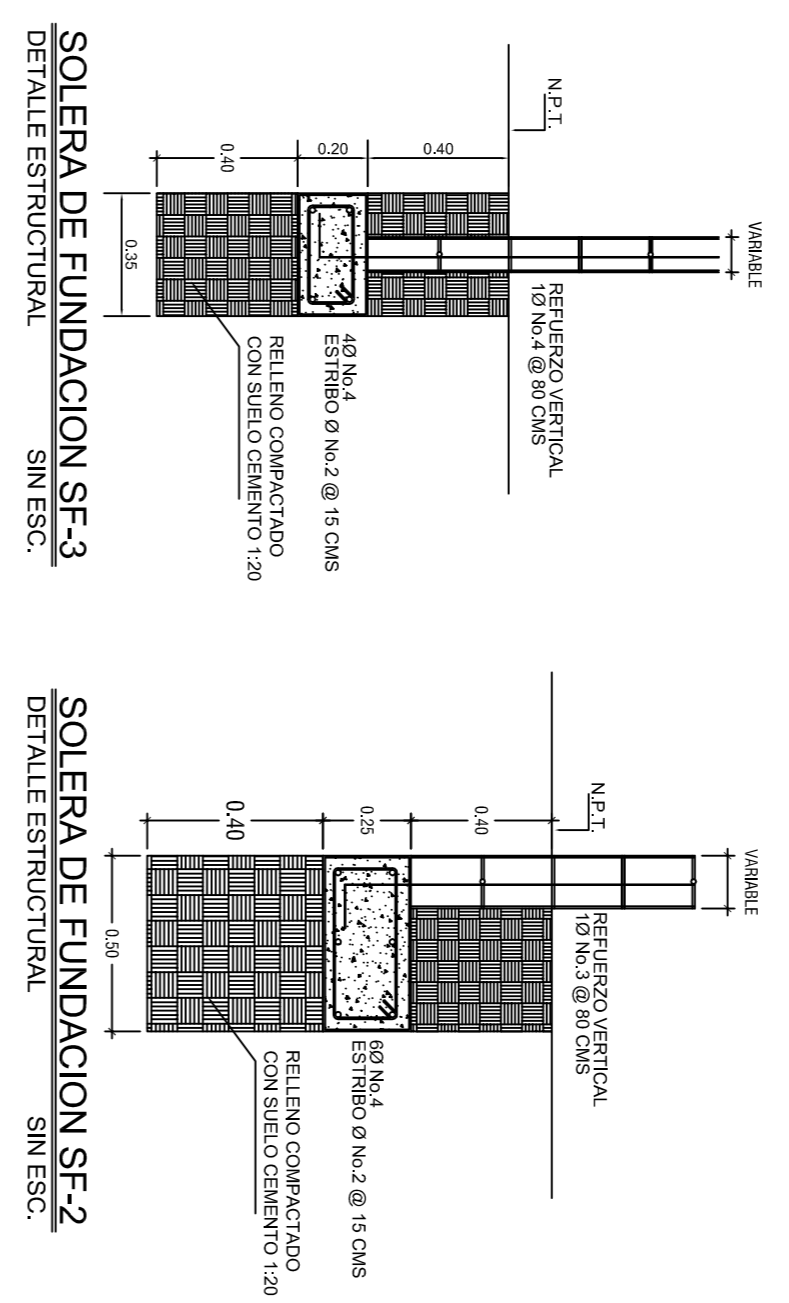 VARIABLE
N.P.T.
REFUERZO VERTICAL
1Ø No.4 @ 80 CMS
0.40
0.20
0.40
4Ø No.4
ESTRIBO Ø No.2 @ 15 CMS
RELLENO COMPACTADO
CON SUELO CEMENTO 1:20
0.35
SOLERA DE FUNDACION SF-3
DETALLE ESTRUCTURAL SIN ESC.
VARIABLE
N.P.T.
REFUERZO VERTICAL
1Ø No.3 @ 80 CMS
0.40
0.25
0.40
6Ø No.4
ESTRIBO Ø No.2 @ 15 CMS
RELLENO COMPACTADO
CON SUELO CEMENTO 1:20
0.50
SOLERA DE FUNDACION SF-2
DETALLE ESTRUCTURAL SIN ESC.